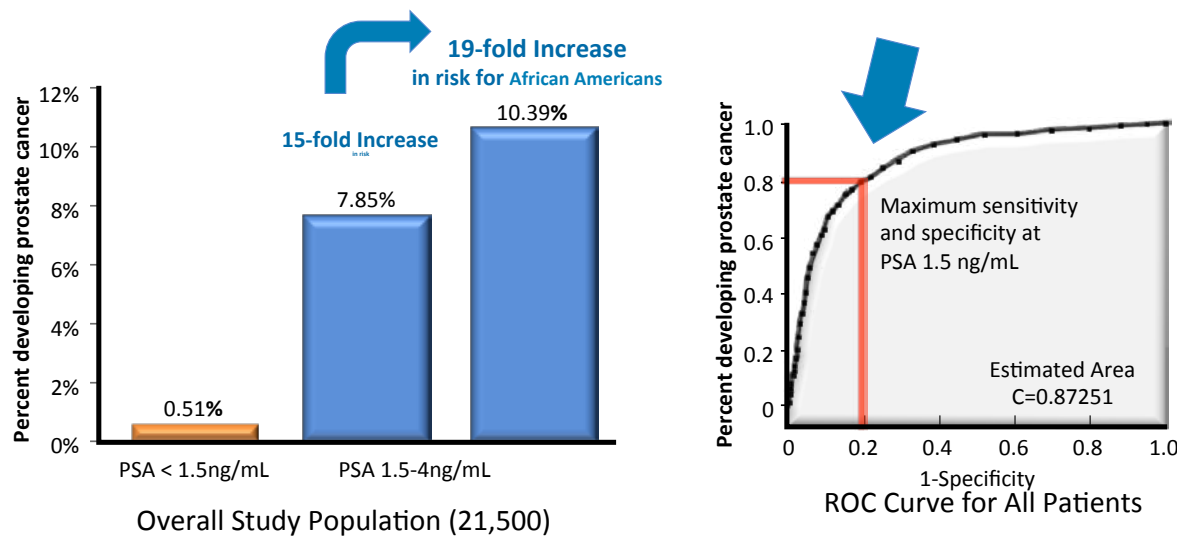 19-fold Increase
in risk for African Americans
15-fold Increase
in risk
Percent developing prostate cancer
12%
10%
8%
6%
4%
2%
0%
0.51%
7.85%
10.39%
PSA < 1.5ng/mL
PSA 1.5-4ng/mL
Overall Study Population (21,500)
Percent developing prostate cancer
1.0
0.8
0.6
0.4
0.2
0
Maximum sensitivity
and specificity at
PSA 1.5 ng/mL
Estimated Area
C=0.87251
0
0.2
0.4
0.6
0.8
1.0
1-Specificity
ROC Curve for All Patients